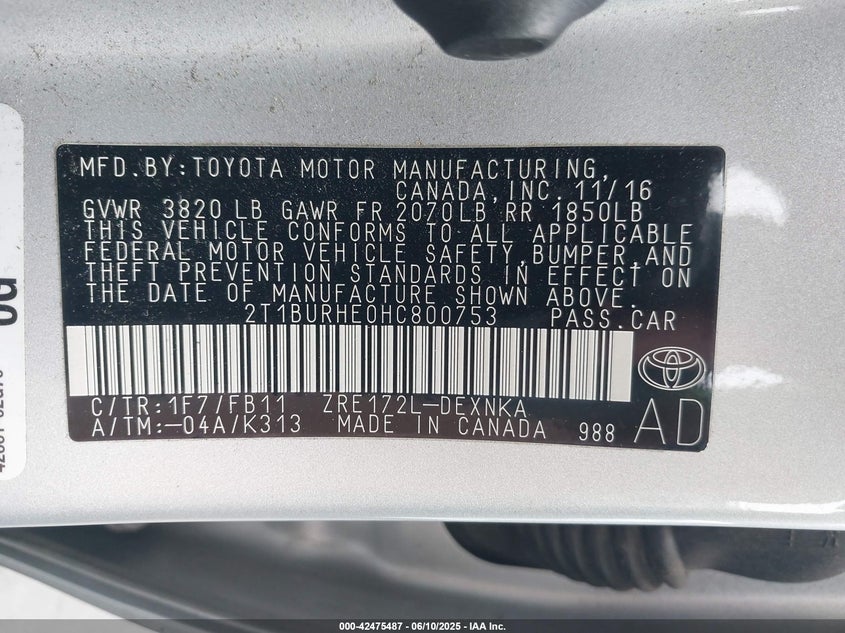 MFD.BY:TOYOTA MOTOR MANUFACTURING,
CANADA,INC. 11/16
GVWR 3820 LB GAWR FR 2070LB RR 1850LB
THIS VEHICLE CONFORMS TO ALL APPLICABLE
FEDERAL MOTOR VEHICLE SAFETY,BUMPER,AND
THEFT PREVENTION STANDARDS IN EFFECT ON
THE DATE OF MANUFACTURE SHOWN ABOVE.
2T1BURHE0HC800753 PASS.CAR
C/TR:1F7/FB11 ZRE172L-DEXNKA
A/TM:-04A/K313 MADE IN CANADA 988 AD
000-42475487 - 06/10/2025 - IAA Inc.